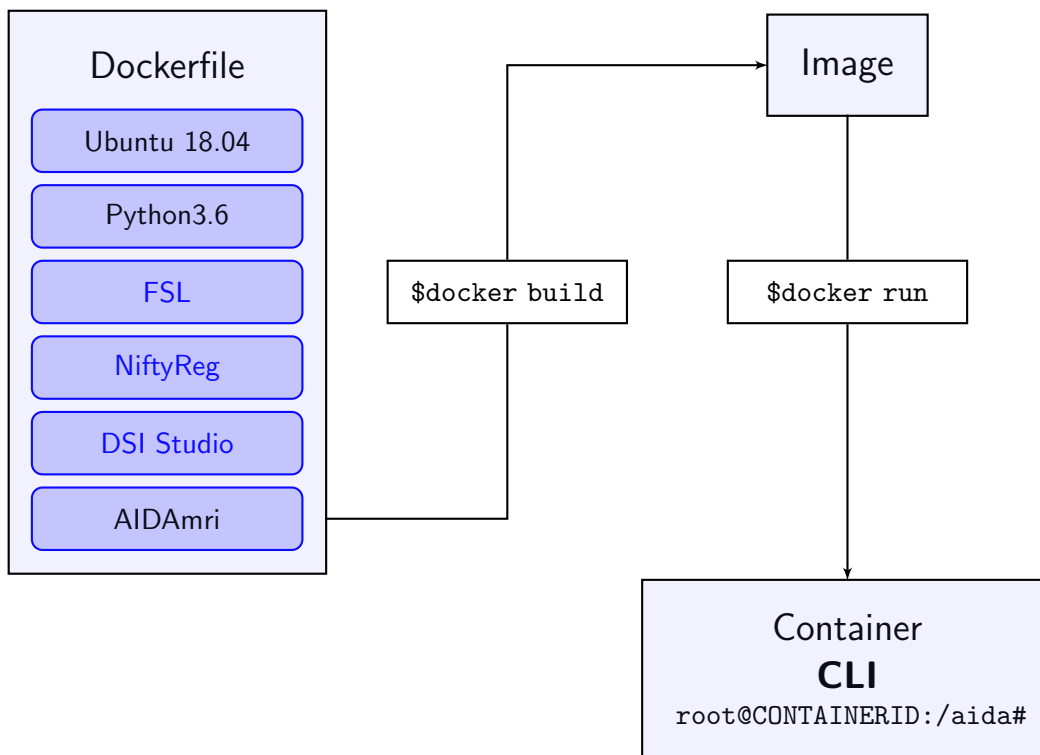 Dockerfile
Ubuntu 18.04
Python3.6
FSL
NiftyReg
DSI Studio
AIDAmri
$docker build
Image
$docker run
Container
CLI
root@CONTAINERID:/aida#